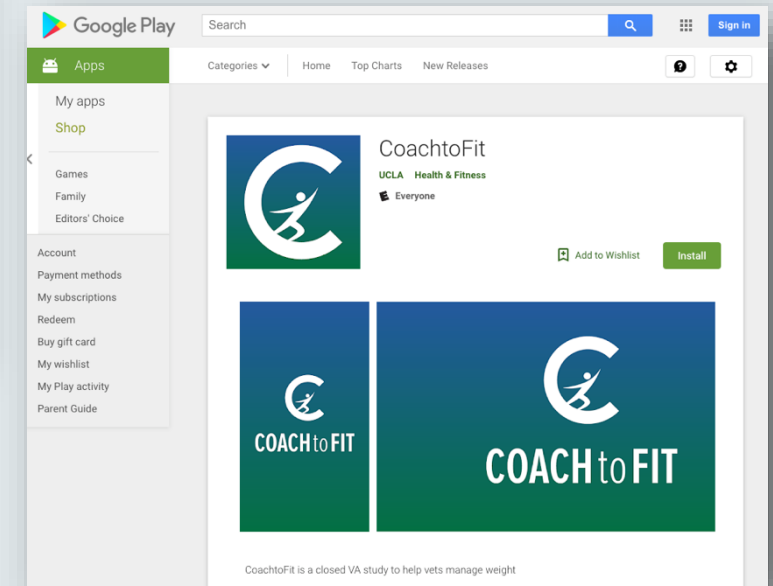 Google Play
Search
Sign in
Apps
Categories
Home
Top Charts
New Releases
My apps
Shop
Games
Family
Editors' Choice
Account
Payment methods
My subscriptions
Redeem
Buy gift card
My wishlist
My Play activity
Parent Guide
CoachtoFit
UCLA Health & Fitness
E Everyone
Add to Wishlist
Install
COACH to FIT
COACH to FIT
CoachtoFit is a closed VA study to help vets manage weight